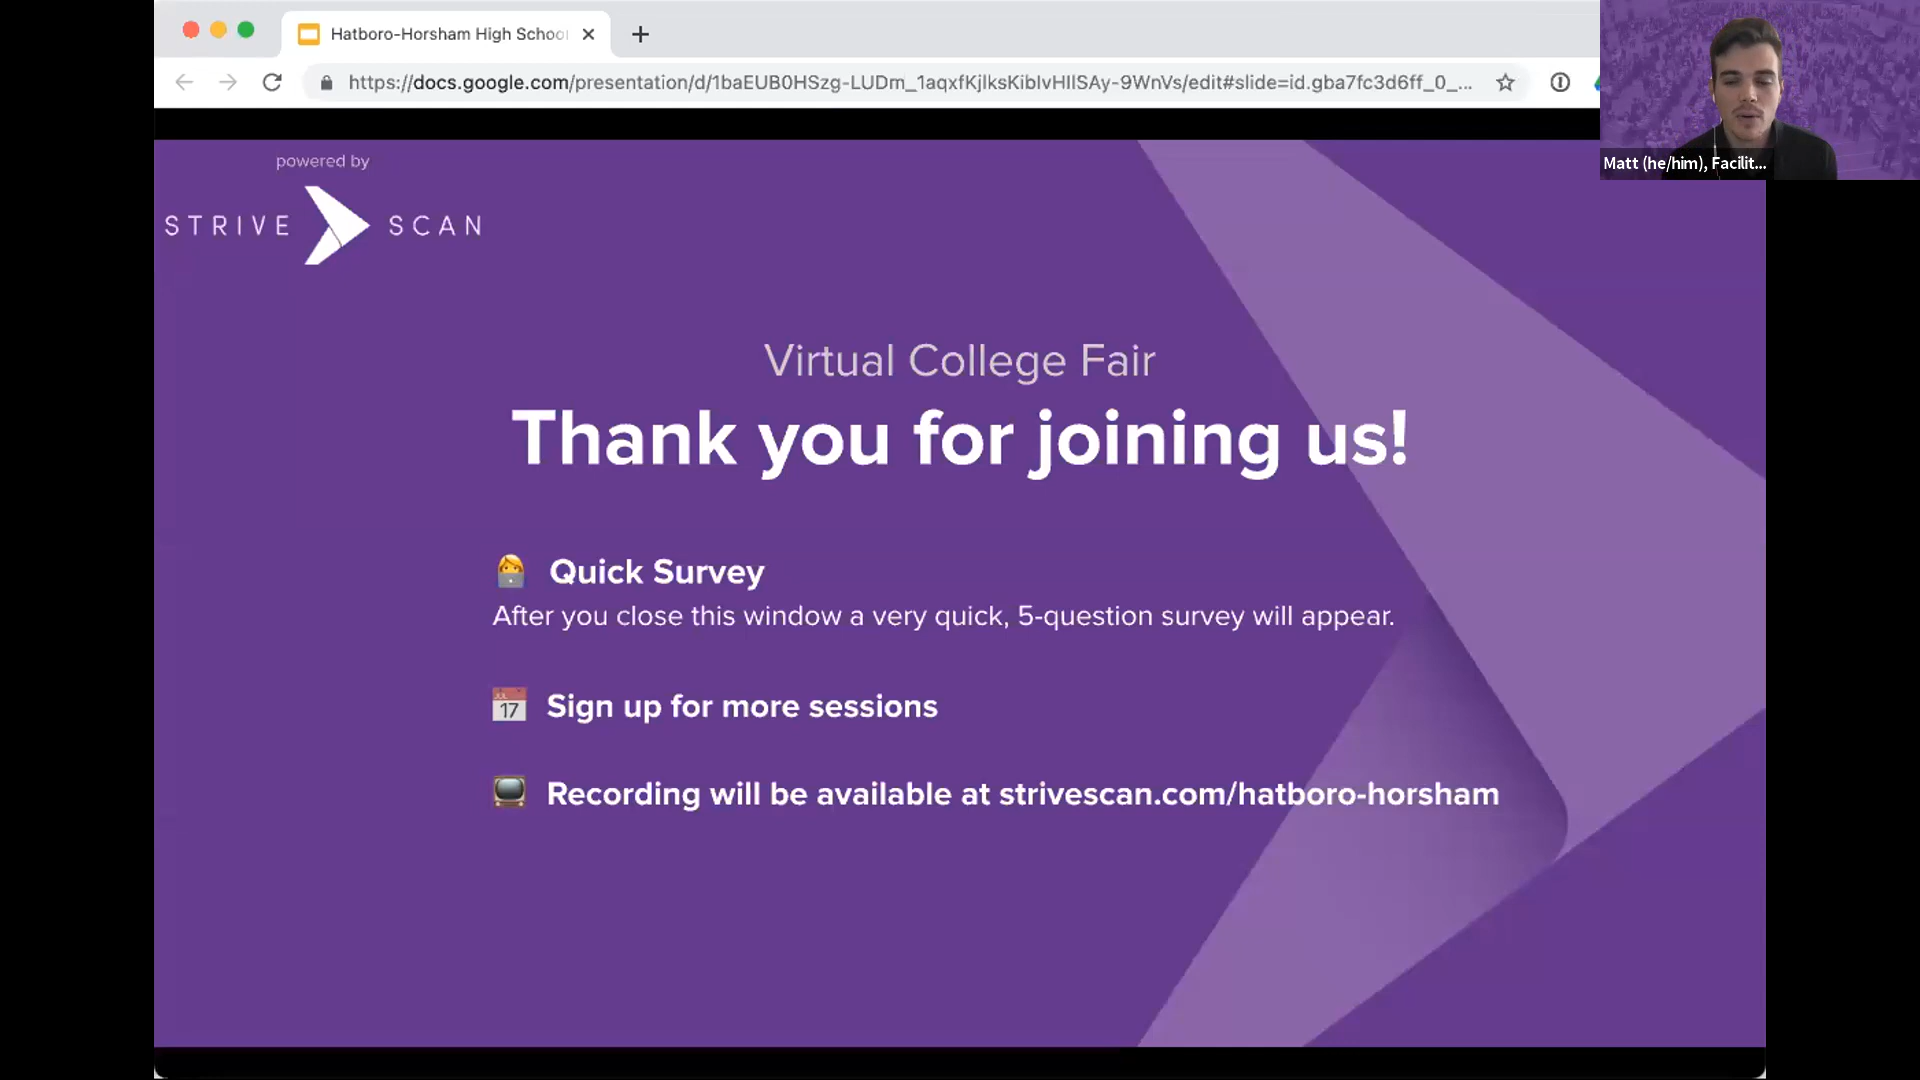 Hatboro-Horsham High School
https://docs.google.com/presentation/d/1baEUB0HSzg-LUDm_1aqxfKjlksKiblvHIlSAy-9WnVs/edit#slide=id.gba7fc3d6ff_0_...
Matt (he/him), Facilit...
powered by
STRIVE SCAN
Virtual College Fair
Thank you for joining us!
Quick Survey
After you close this window a very quick, 5-question survey will appear.
JUL
17
Sign up for more sessions
Recording will be available at strivescan.com/hatboro-horsham